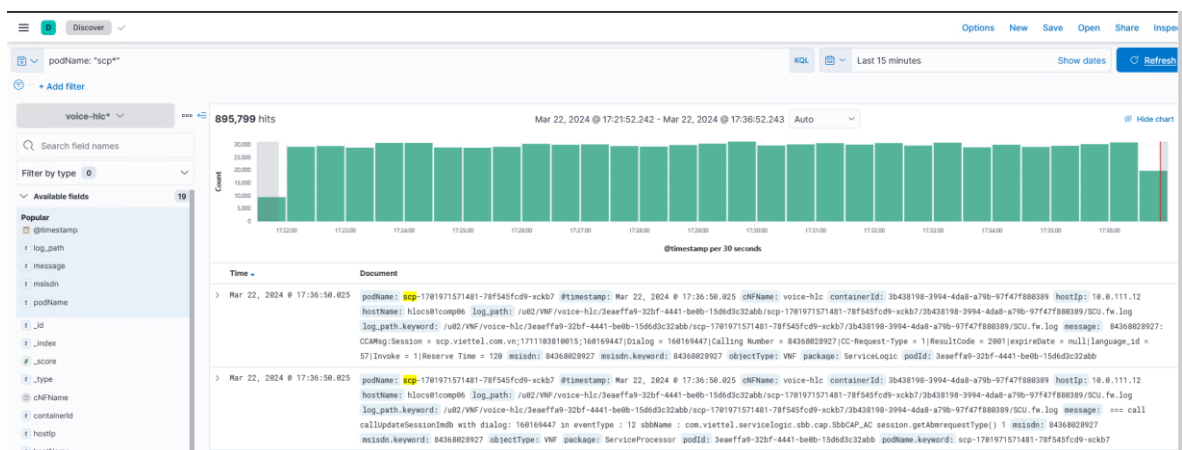 D Discover
Options New Save Open Share Inspe
podName: "scp*"
KQL
Last 15 minutes
Show dates
Refresh
+ Add filter
voice-hlc*
Search field names
Filter by type 0
Available fields 19
Popular
@timestamp
t log_path
t message
t msisdn
t podName
t _id
t _index
# _score
t _type
cNFName
t containerId
t hostIp
895,799 hits
Mar 22, 2024 @ 17:21:52.242 - Mar 22, 2024 @ 17:36:52.243 Auto
Hide chart
Count
30,000
25,000
20,000
15,000
10,000
5,000
0
17:22:00 17:23:00 17:24:00 17:25:00 17:26:00 17:27:00 17:28:00 17:29:00 17:30:00 17:31:00 17:32:00 17:33:00 17:34:00 17:35:00 17:36:00
@timestamp per 30 seconds
Time Document
Mar 22, 2024 @ 17:36:50.025 podName: scp-1701971571481-78f545fcd9-xckb7 @timestamp: Mar 22, 2024 @ 17:36:50.025 cNFName: voice-hlc containerId: 3b438198-3994-4da8-a79b-97f47f880389 hostIp: 10.0.111.12
hostName: hlocs01comp06 log_path: /u02/VNF/voice-hlc/3eaeffa9-32bf-4441-be0b-15d6d3c32abb/scp-1701971571481-78f545fcd9-xckb7/3b438198-3994-4da8-a79b-97f47f880389/SCU.fw.log
log_path.keyword: /u02/VNF/voice-hlc/3eaeffa9-32bf-4441-be0b-15d6d3c32abb/scp-1701971571481-78f545fcd9-xckb7/3b438198-3994-4da8-a79b-97f47f880389/SCU.fw.log message: 84368028927:
CCAMsg:Session = scp.viettel.com.vn;1711103810015;160169447|Dialog = 160169447|Calling Number = 84368028927|CC-Request-Type = 1|ResultCode = 2001|expireDate = null|language_id =
57|Invoke = 1|Reserve Time = 120 msisdn: 84368028927 msisdn.keyword: 84368028927 objectType: VNF package: ServiceLogic podId: 3eaeffa9-32bf-4441-be0b-15d6d3c32abb
Mar 22, 2024 @ 17:36:50.025 podName: scp-1701971571481-78f545fcd9-xckb7 @timestamp: Mar 22, 2024 @ 17:36:50.025 cNFName: voice-hlc containerId: 3b438198-3994-4da8-a79b-97f47f880389 hostIp: 10.0.111.12
hostName: hlocs01comp06 log_path: /u02/VNF/voice-hlc/3eaeffa9-32bf-4441-be0b-15d6d3c32abb/scp-1701971571481-78f545fcd9-xckb7/3b438198-3994-4da8-a79b-97f47f880389/SCU.fw.log
log_path.keyword: /u02/VNF/voice-hlc/3eaeffa9-32bf-4441-be0b-15d6d3c32abb/scp-1701971571481-78f545fcd9-xckb7/3b438198-3994-4da8-a79b-97f47f880389/SCU.fw.log message: === call
callUpdateSessionImdb with dialog: 160169447 in eventType : 12 sbbName : com.viettel.servicelogic.sbb.cap.SbbCAP_AC session.getAbmrequestType() 1 msisdn: 84368028927
msisdn.keyword: 84368028927 objectType: VNF package: ServiceProcessor podId: 3eaeffa9-32bf-4441-be0b-15d6d3c32abb podName.keyword: scp-1701971571481-78f545fcd9-xckb7